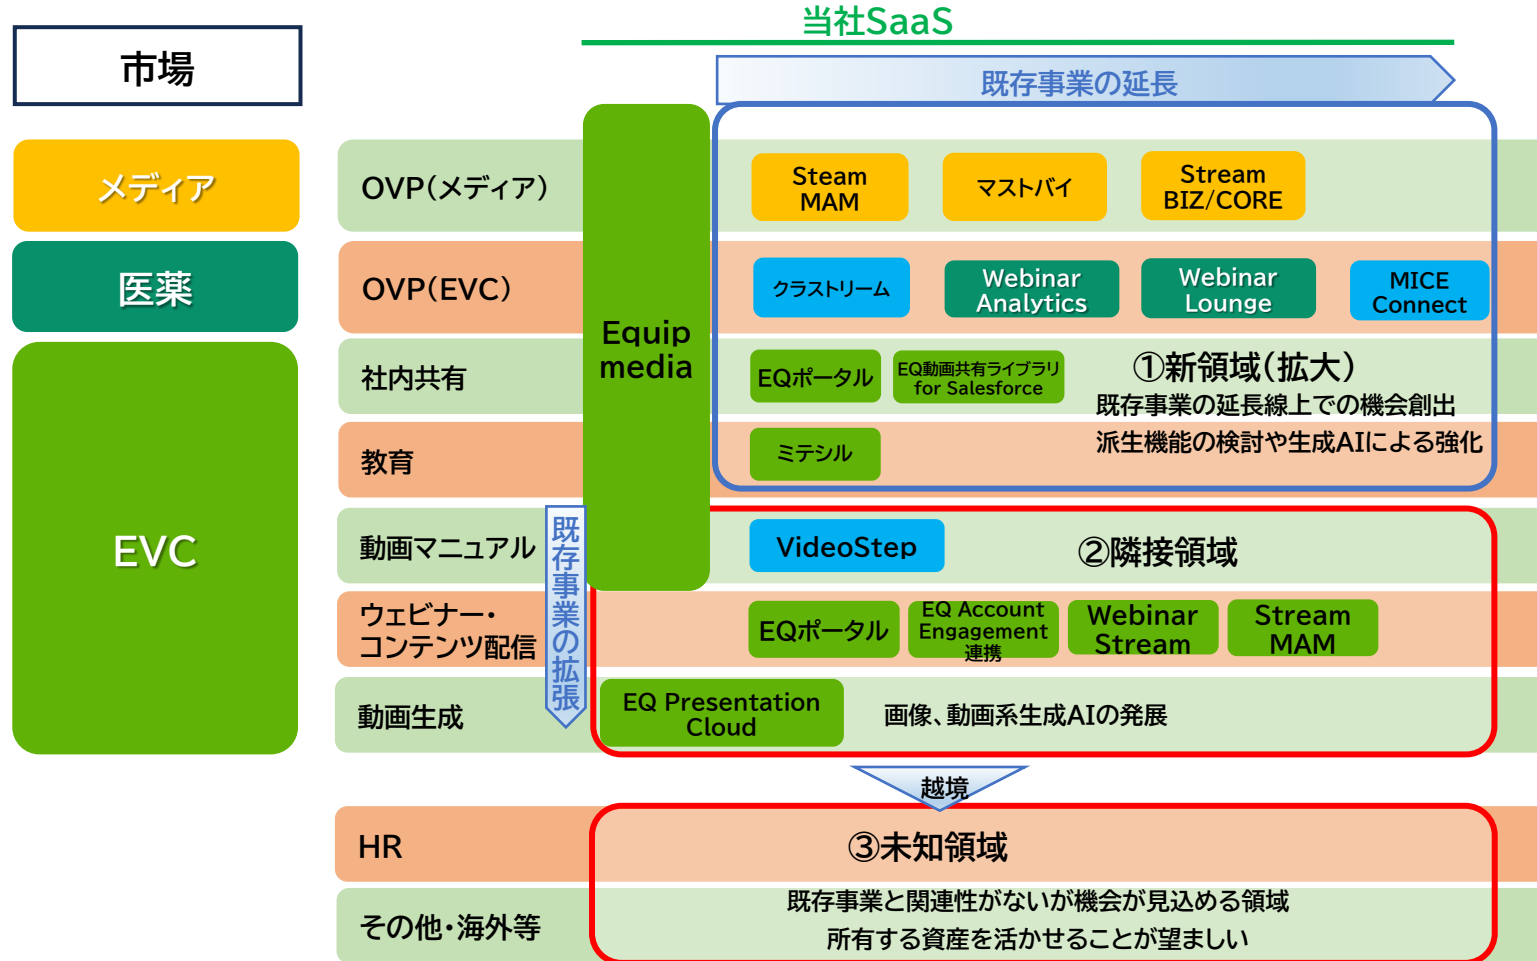 当社SaaS
市場
既存事業の延長
メディア
OVP(メディア)
Steam
MAM
マストバイ
Stream
BIZ/CORE
医薬
OVP(EVC)
クラストリーム
Webinar
Analytics
Webinar
Lounge
MICE
Connect
Equip
media
EVC
社内共有
EQポータル
EQ動画共有ライブラリ
for Salesforce
①新領域(拡大)
既存事業の延長線上での機会創出
派生機能の検討や生成AIによる強化
教育
ミテシル
既存事業の拡張
動画マニュアル
VideoStep
②隣接領域
ウェビナー・
コンテンツ配信
EQポータル
EQ Account
Engagement
連携
Webinar
Stream
Stream
MAM
動画生成
EQ Presentation
Cloud
画像、動画系生成AIの発展
越境
HR
③未知領域
その他・海外等
既存事業と関連性がないが機会が見込める領域
所有する資産を活かせることが望ましい